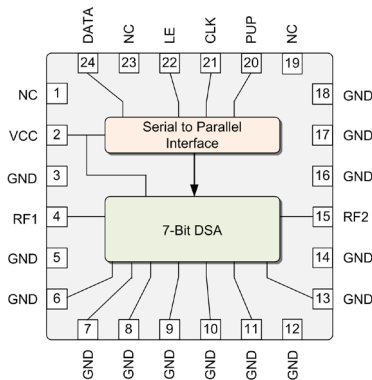 DATA
NC
LE
CLK
PUP
NC
24
23
22
21
20
19
NC
1
18
GND
VCC
2
17
GND
GND
3
16
GND
RF1
4
15
RF2
GND
5
14
GND
GND
6
13
GND
Serial to Parallel
Interface
7-Bit DSA
7
8
9
10
11
12
GND
GND
GND
GND
GND
GND